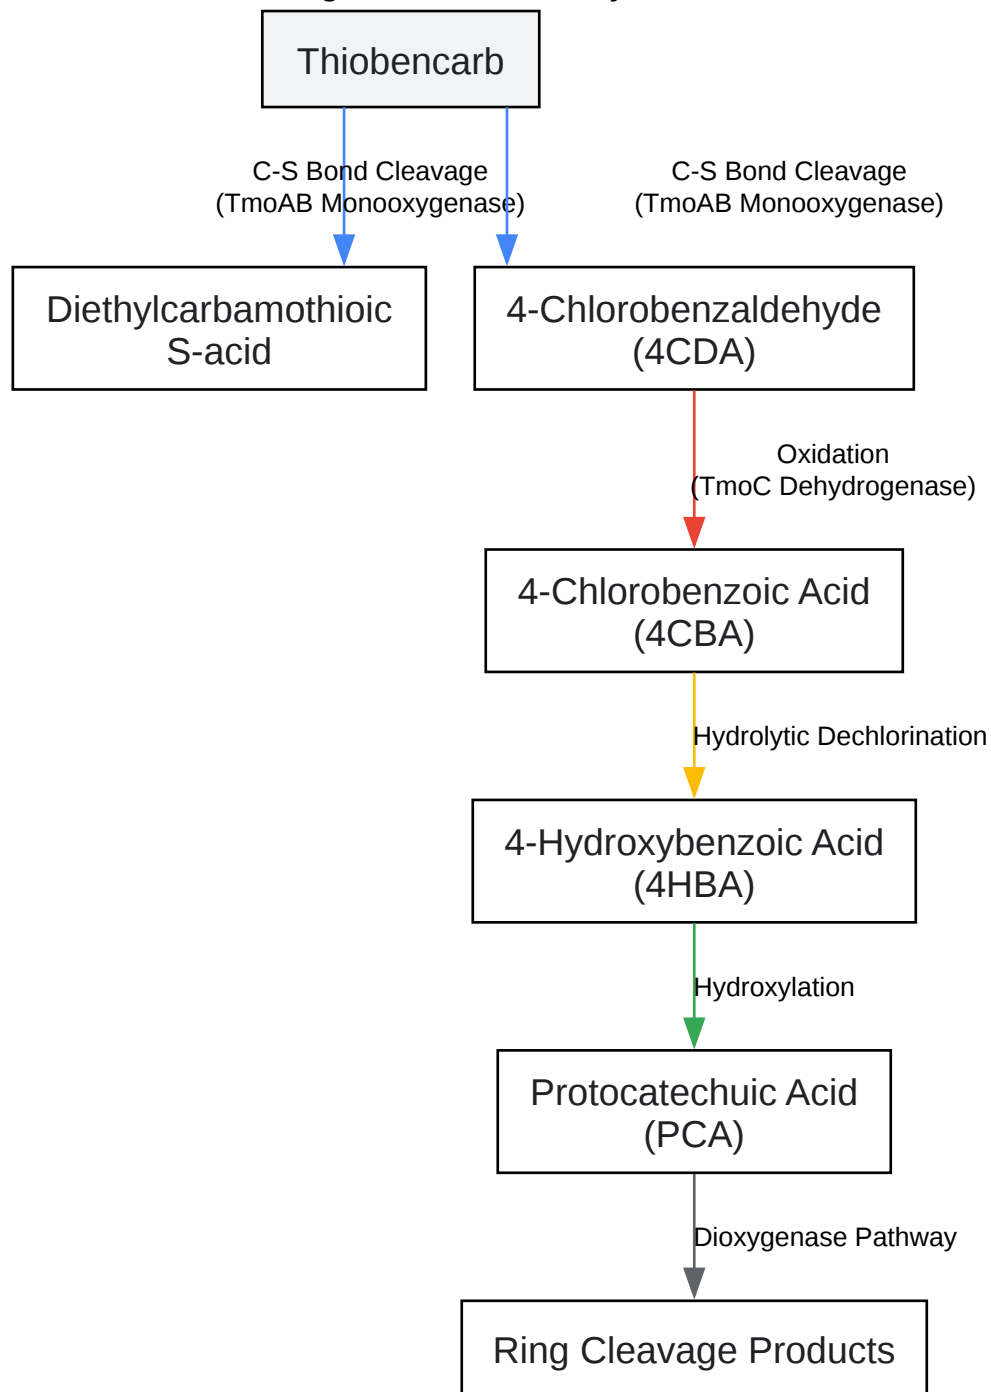 Thiobencarb
C-S Bond Cleavage
(TmoAB Monooxygenase)
C-S Bond Cleavage
(TmoAB Monooxygenase)
Diethylcarbamothioic
S-acid
4-Chlorobenzaldehyde
(4CDA)
Oxidation
(TmoC Dehydrogenase)
4-Chlorobenzoic Acid
(4CBA)
Hydrolytic Dechlorination
4-Hydroxybenzoic Acid
(4HBA)
Hydroxylation
Protocatechuic Acid
(PCA)
Dioxygenase Pathway
Ring Cleavage Products